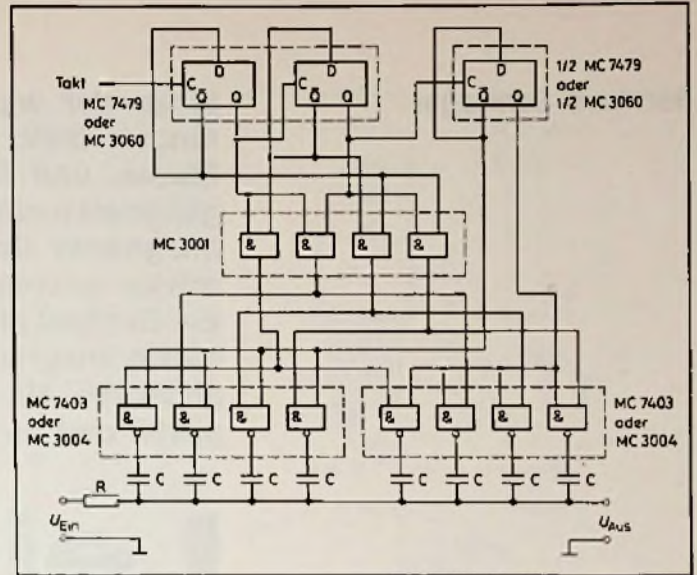 D
D
D
Takt
C
Q̅
Q
C
Q̅
Q
C
Q̅
Q
MC 7479
oder
MC 3060
1/2 MC 7479
oder
1/2 MC 3060
MC 3001
&
&
&
&
MC 7403
oder
MC 3004
&
&
&
&
&
&
&
&
MC 7403
oder
MC 3004
C
C
C
C
C
C
C
C
R
U_Ein
U_Aus